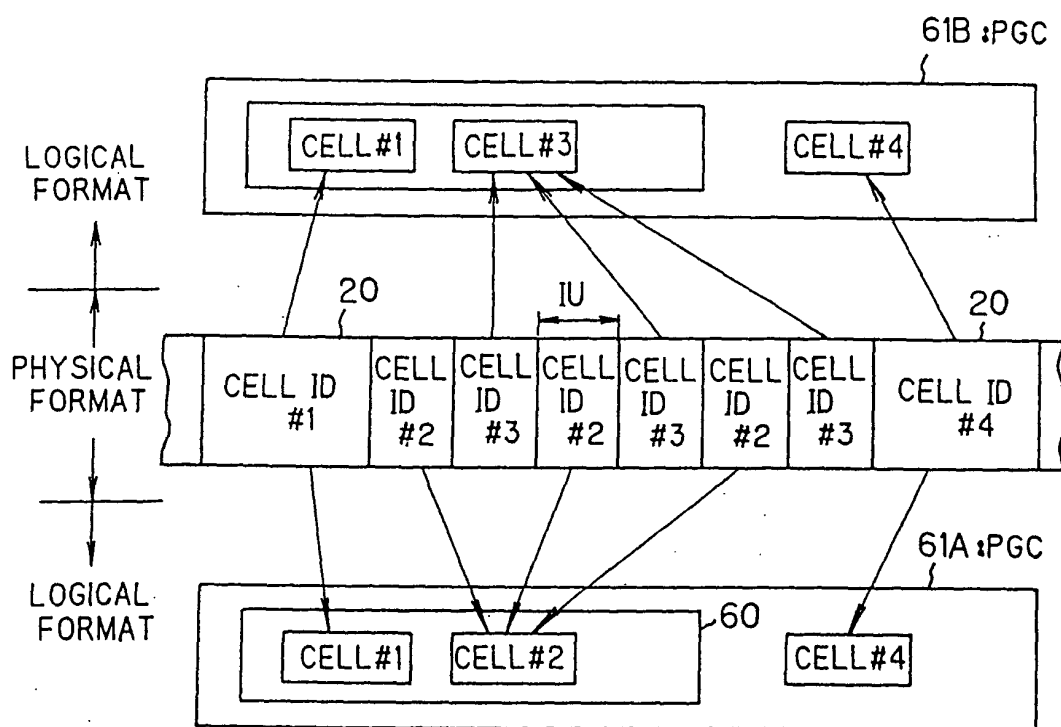 61B:PGC
CELL#1
CELL#3
CELL#4
LOGICAL
FORMAT
20
IU
20
PHYSICAL
FORMAT
CELL ID
#1
CELL
ID
#2
CELL
ID
#3
CELL
ID
#2
CELL
ID
#3
CELL
ID
#2
CELL
ID
#3
CELL ID
#4
61A:PGC
LOGICAL
FORMAT
60
CELL#1
CELL#2
CELL#4